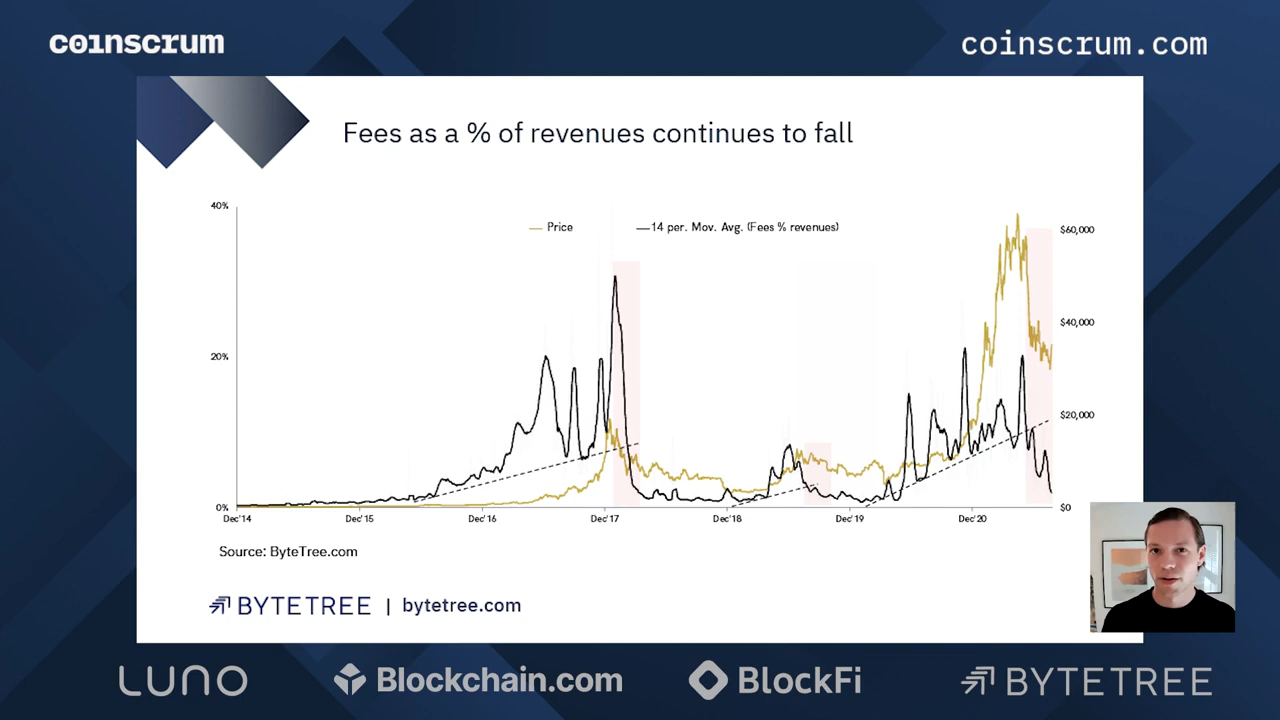 coinscrum
coinscrum.com
Fees as a % of revenues continues to fall
40%
Price
14 per. Mov. Avg. (Fees % revenues)
$60,000
$40,000
20%
$20,000
0%
$0
Dec'14
Dec'15
Dec'16
Dec'17
Dec'18
Dec'19
Dec'20
Source: ByteTree.com
BYTETREE | bytetree.com
LUNO
Blockchain.com
BlockFi
BYTETREE